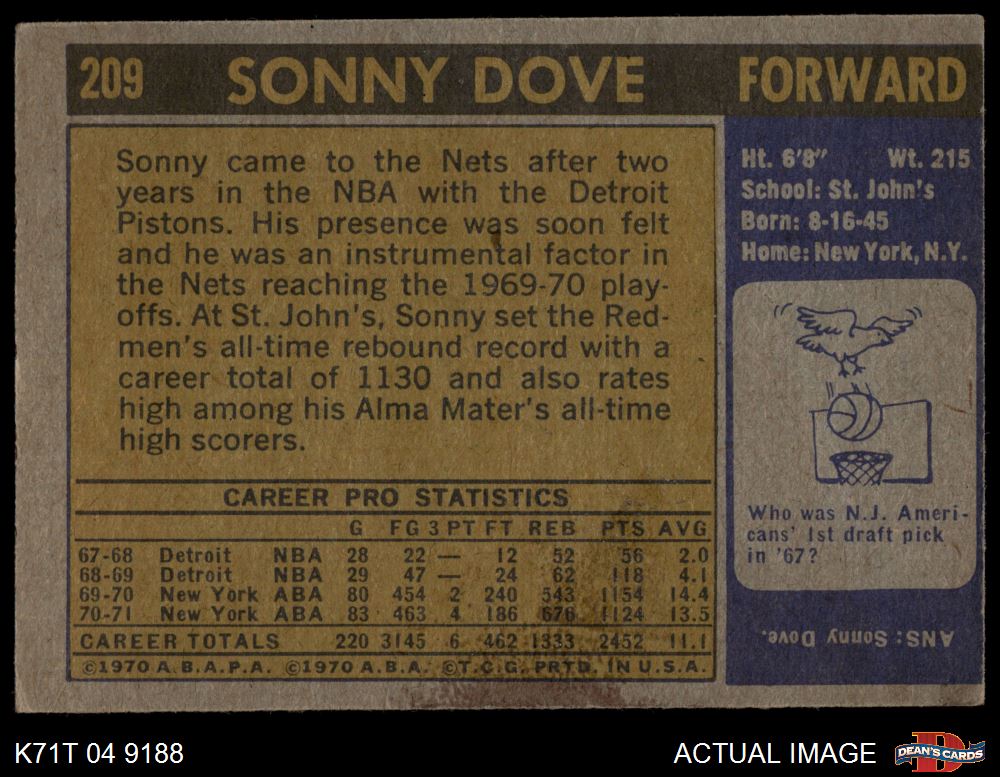 209 SONNY DOVE FORWARD
Sonny came to the Nets after two
years in the NBA with the Detroit
Pistons. His presence was soon felt
and he was an instrumental factor in
the Nets reaching the 1969-70 play-
offs. At St. John's, Sonny set the Red-
men's all-time rebound record with a
career total of 1130 and also rates
high among his Alma Mater's all-time
high scorers.
Ht. 6'8" Wt. 215
School: St. John's
Born: 8-16-45
Home: New York, N.Y.
Who was N.J. Ameri-
cans' 1st draft pick
in '67?
ANS: Sonny Dove.
CAREER PRO STATISTICS
G FG 3 PT FT REB PTS AVG
67-68 Detroit NBA 28 22 — 12 52 56 2.0
68-69 Detroit NBA 29 47 — 24 62 118 4.1
69-70 New York ABA 80 454 2 240 543 1154 14.4
70-71 New York ABA 83 463 4 186 676 1124 13.5
CAREER TOTALS 220 3145 6 462 1333 2452 11.1
©1970 A.B.A.P.A. ©1970 A.B.A. ©T.C.G. PRTD. IN U.S.A.
K71T 04 9188 ACTUAL IMAGE
D
DEAN'S CARDS